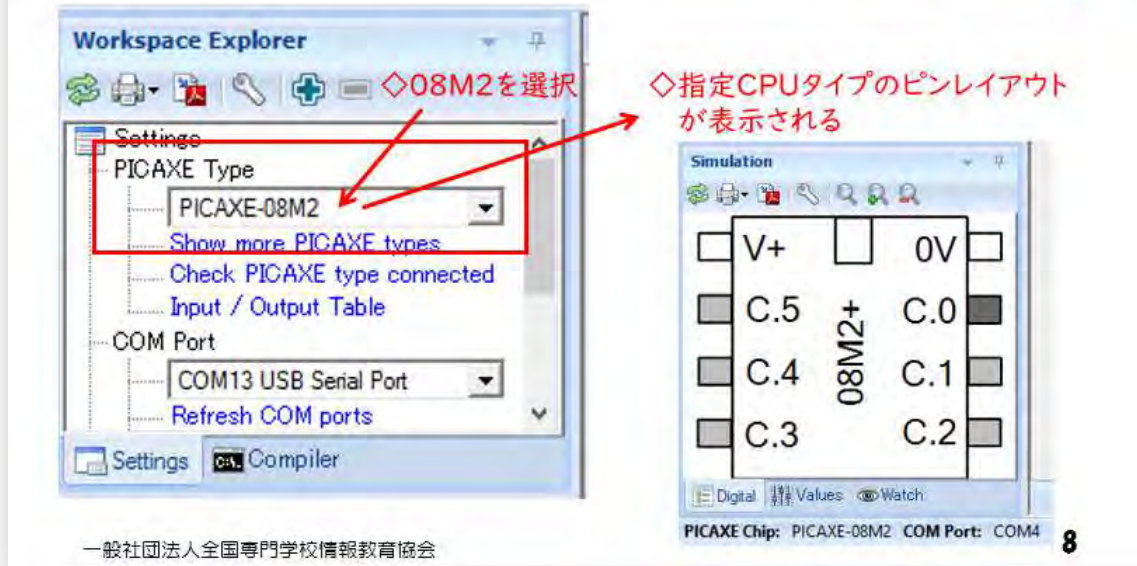 Workspace Explorer
◇08M2を選択
Settings
PICAXE Type
PICAXE-08M2
Show more PICAXE types
Check PICAXE type connected
Input / Output Table
COM Port
COM13 USB Serial Port
Refresh COM ports
Settings
Compiler
◇指定CPUタイプのピンレイアウト
が表示される
Simulation
V+ 0V
C.5 C.0
C.4 C.1
C.3 C.2
08M2+
Digital Values Watch
PICAXE Chip: PICAXE-08M2 COM Port: COM4
一般社団法人全国専門学校情報教育協会
8